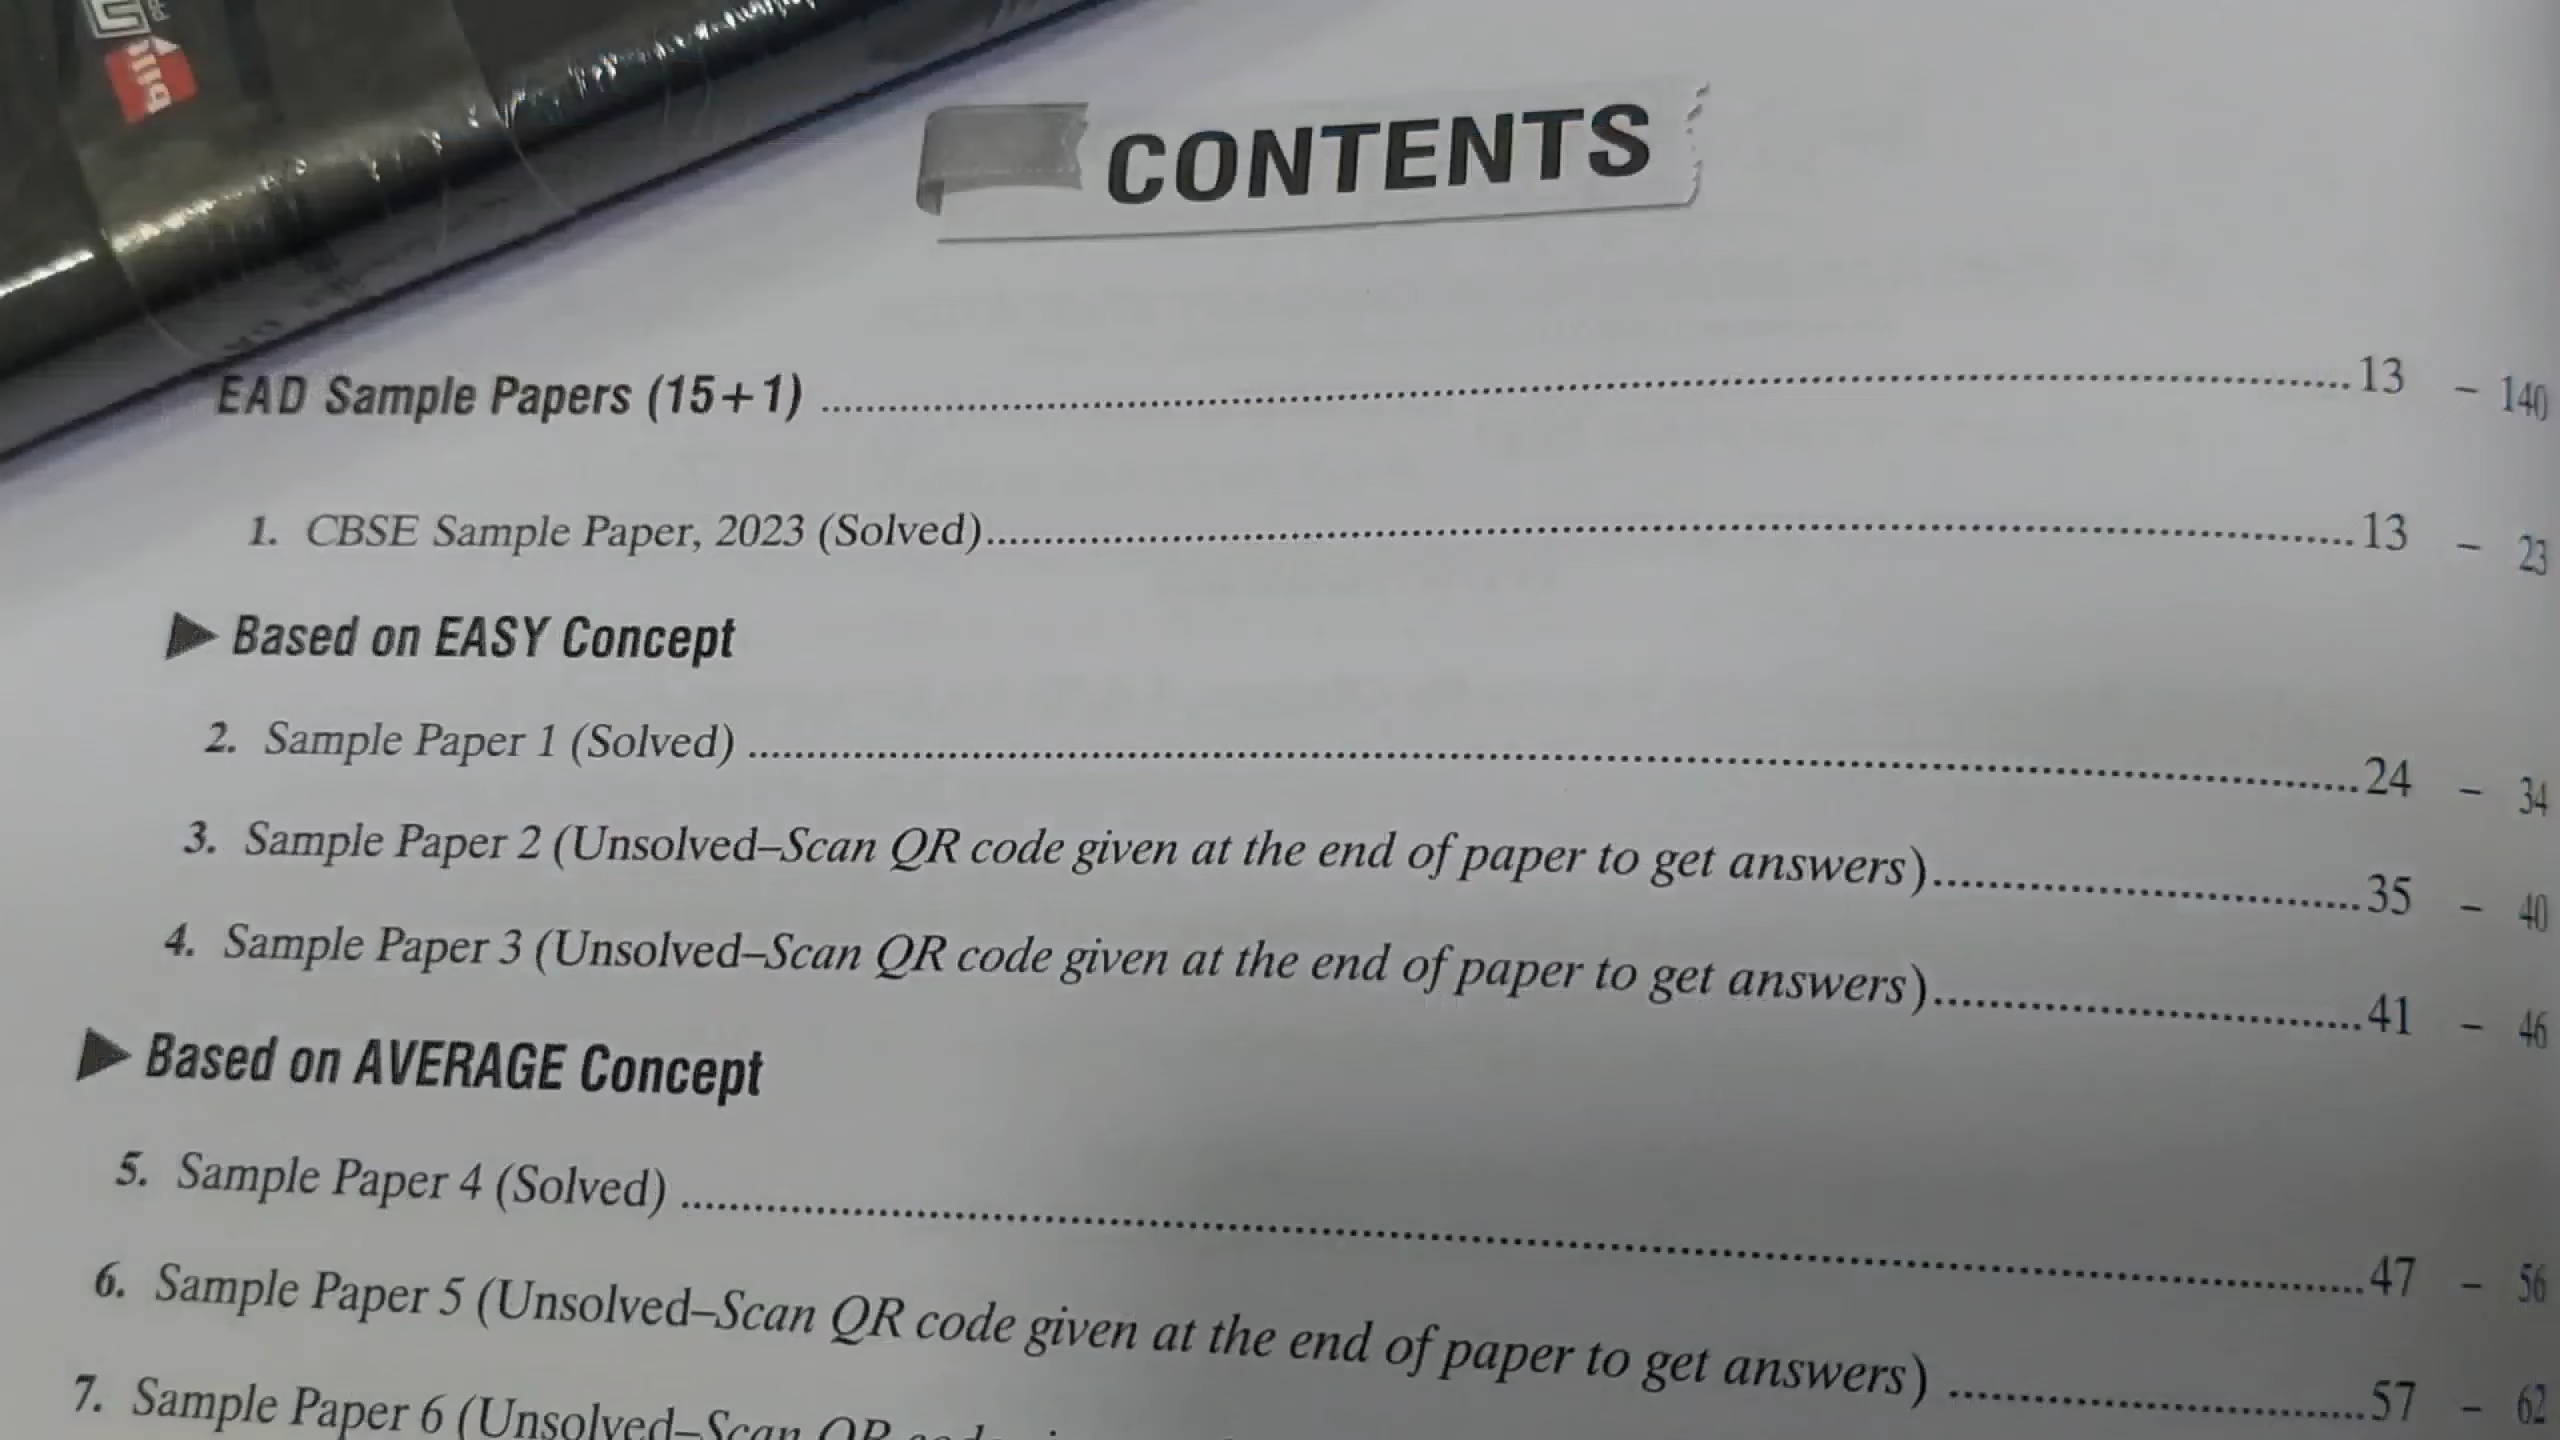 CONTENTS
EAD Sample Papers (15+1) ........ 13 – 140
1. CBSE Sample Paper, 2023 (Solved) ........ 13 – 23
▶ Based on EASY Concept
2. Sample Paper 1 (Solved) ........ 24 – 34
3. Sample Paper 2 (Unsolved–Scan QR code given at the end of paper to get answers) ........ 35 – 40
4. Sample Paper 3 (Unsolved–Scan QR code given at the end of paper to get answers) ........ 41 – 46
▶ Based on AVERAGE Concept
5. Sample Paper 4 (Solved) ........ 47 – 56
6. Sample Paper 5 (Unsolved–Scan QR code given at the end of paper to get answers) ........ 57 – 62
7. Sample Paper 6 (Unsolved–Scan QR